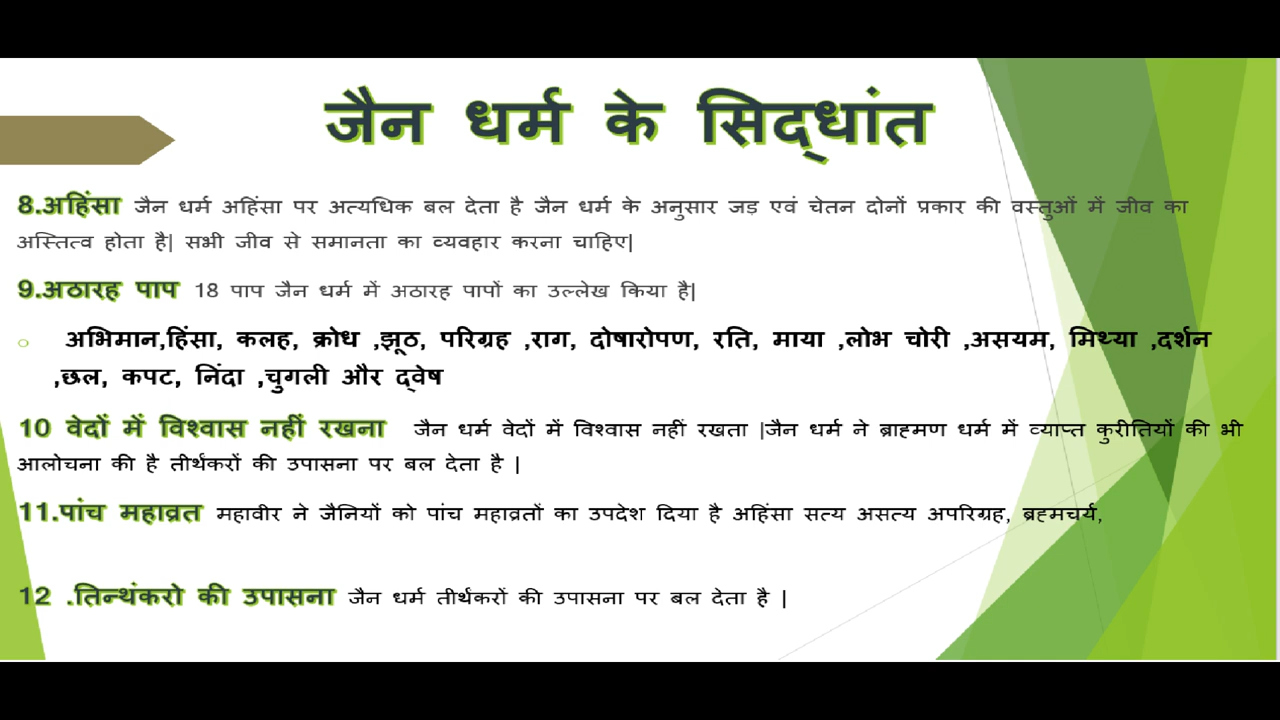 जैन धर्म के सिद्धांत
8.अहिंसा जैन धर्म अहिंसा पर अत्यधिक बल देता है जैन धर्म के अनुसार जड़ एवं चेतन दोनों प्रकार की वस्तुओं में जीव का
अस्तित्व होता है| सभी जीव से समानता का व्यवहार करना चाहिए|
9.अठारह पाप 18 पाप जैन धर्म में अठारह पापों का उल्लेख किया है|
अभिमान,हिंसा, कलह, क्रोध ,झूठ, परिग्रह ,राग, दोषारोपण, रति, माया ,लोभ चोरी ,असयम, मिथ्या ,दर्शन
,छल, कपट, निंदा ,चुगली और द्वेष
10 वेदों में विश्वास नहीं रखना जैन धर्म वेदों में विश्वास नहीं रखता |जैन धर्म ने ब्राह्मण धर्म में व्याप्त कुरीतियों की भी
आलोचना की है तीर्थकरों की उपासना पर बल देता है |
11.पांच महाव्रत महावीर ने जैनियों को पांच महाव्रतों का उपदेश दिया है अहिंसा सत्य असत्य अपरिग्रह, ब्रह्मचर्य,
12 .तिन्थंकरो की उपासना जैन धर्म तीर्थकरों की उपासना पर बल देता है |